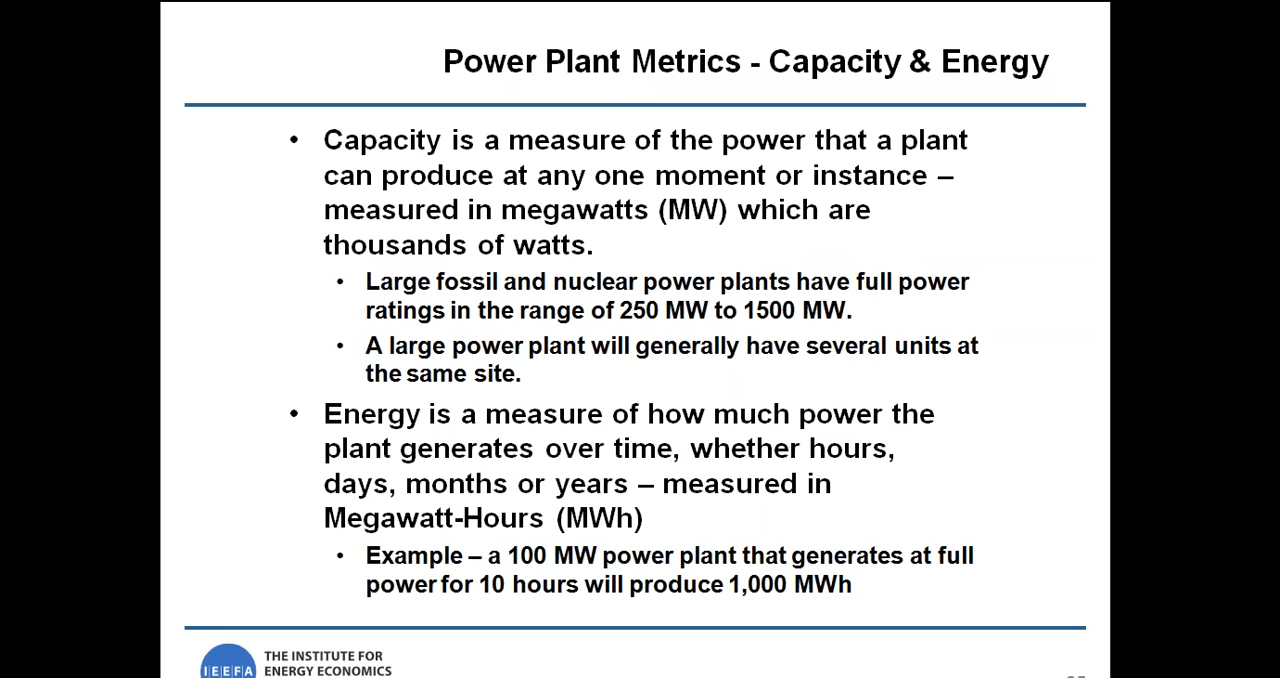 Power Plant Metrics - Capacity & Energy
• Capacity is a measure of the power that a plant
can produce at any one moment or instance –
measured in megawatts (MW) which are
thousands of watts.
• Large fossil and nuclear power plants have full power
ratings in the range of 250 MW to 1500 MW.
• A large power plant will generally have several units at
the same site.
• Energy is a measure of how much power the
plant generates over time, whether hours,
days, months or years – measured in
Megawatt-Hours (MWh)
• Example – a 100 MW power plant that generates at full
power for 10 hours will produce 1,000 MWh
IEEFA
THE INSTITUTE FOR
ENERGY ECONOMICS